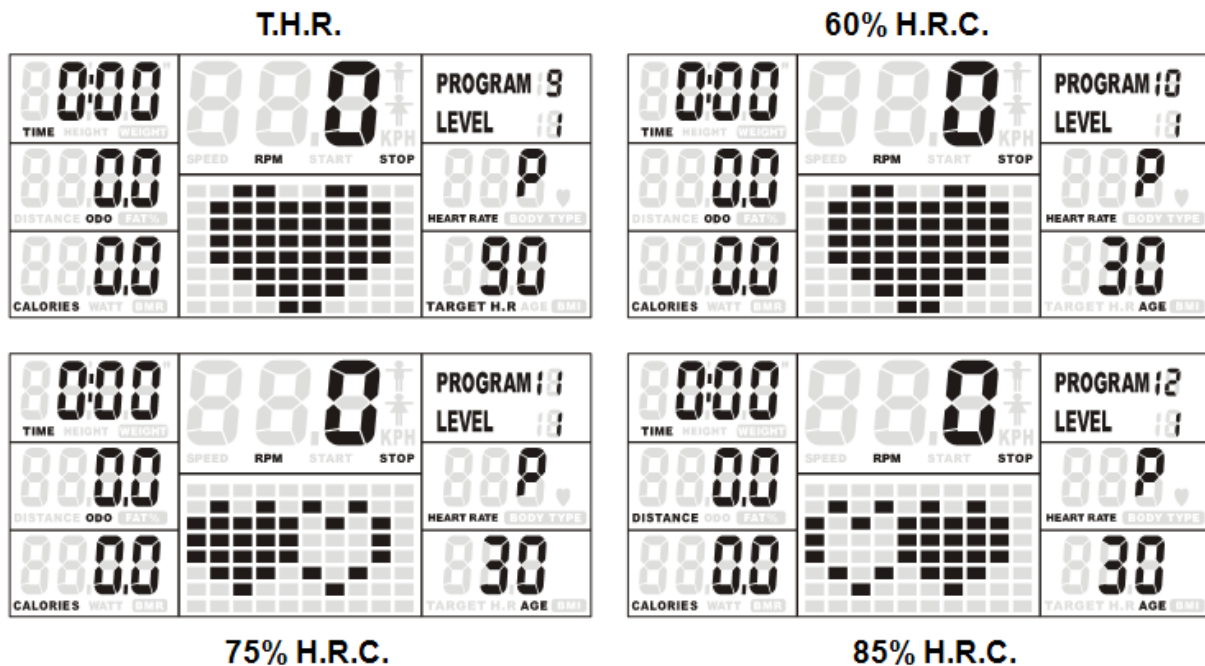 T.H.R.
0:00
TIME HEIGHT WEIGHT
0.0
DISTANCE ODO FAT%
0.0
CALORIES WATT BMR
0
KPH
SPEED RPM START STOP
PROGRAM 9
LEVEL 1
P
HEART RATE BODY TYPE
90
TARGET H.R AGE BMI
60% H.R.C.
0:00
TIME HEIGHT WEIGHT
0.0
DISTANCE ODO FAT%
0.0
CALORIES WATT BMR
0
KPH
SPEED RPM START STOP
PROGRAM 10
LEVEL 1
P
HEART RATE BODY TYPE
30
TARGET H.R AGE BMI
0:00
TIME HEIGHT WEIGHT
0.0
DISTANCE ODO FAT%
0.0
CALORIES WATT BMR
0
KPH
SPEED RPM START STOP
PROGRAM 11
LEVEL 1
P
HEART RATE BODY TYPE
30
TARGET H.R AGE BMI
75% H.R.C.
0:00
TIME HEIGHT WEIGHT
0.0
DISTANCE ODO FAT%
0.0
CALORIES WATT BMR
0
KPH
SPEED RPM START STOP
PROGRAM 12
LEVEL 1
P
HEART RATE BODY TYPE
30
TARGET H.R AGE BMI
85% H.R.C.